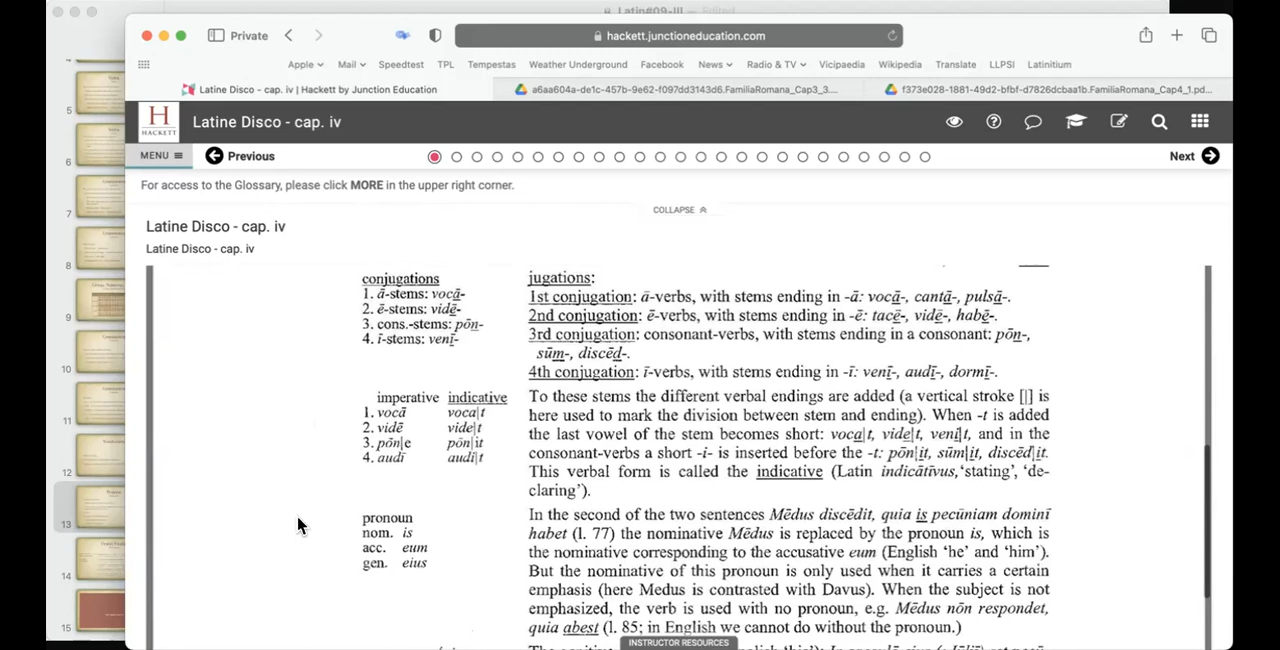 Latin#09-III — Edited
Private
hackett.junctioneducation.com
Apple Mail Speedtest TPL Tempestas Weather Underground Facebook News Radio & TV Vicipaedia Wikipedia Translate LLPSI Latinitium
Latine Disco - cap. iv | Hackett by Junction Education
a6aa604a-de1c-457b-9e62-f097dd3143d6.FamiliaRomana_Cap3_3....
f373e028-1881-49d2-bfbf-d7826dcbaa1b.FamiliaRomana_Cap4_1.pd...
H
HACKETT
Latine Disco - cap. iv
MENU
Previous
Next
For access to the Glossary, please click MORE in the upper right corner.
COLLAPSE
Latine Disco - cap. iv
Latine Disco - cap. iv
conjugations
1. ā-stems: vocā-
2. ē-stems: vidē-
3. cons.-stems: pōn-
4. ī-stems: venī-
jugations:
1st conjugation: ā-verbs, with stems ending in -ā: vocā-, cantā-, pulsā-.
2nd conjugation: ē-verbs, with stems ending in -ē: tacē-, vidē-, habē-.
3rd conjugation: consonant-verbs, with stems ending in a consonant: pōn-,
sūm-, discēd-.
4th conjugation: ī-verbs, with stems ending in -ī: venī-, audī-, dormī-.
imperative indicative
1. vocā voca|t
2. vidē vide|t
3. pōn|e pōn|it
4. audī audi|t
To these stems the different verbal endings are added (a vertical stroke [|] is
here used to mark the division between stem and ending). When -t is added
the last vowel of the stem becomes short: voca|t, vide|t, veni|t, and in the
consonant-verbs a short -i- is inserted before the -t: pōn|it, sūm|it, discēd|it.
This verbal form is called the indicative (Latin indicātīvus, 'stating', 'de-
claring').
pronoun
nom. is
acc. eum
gen. eius
In the second of the two sentences Mēdus discēdit, quia is pecūniam dominī
habet (l. 77) the nominative Mēdus is replaced by the pronoun is, which is
the nominative corresponding to the accusative eum (English 'he' and 'him').
But the nominative of this pronoun is only used when it carries a certain
emphasis (here Medus is contrasted with Davus). When the subject is not
emphasized, the verb is used with no pronoun, e.g. Mēdus nōn respondet,
quia abest (l. 85; in English we cannot do without the pronoun.)
INSTRUCTOR RESOURCES
5
6
7
8
9
10
11
12
13
14
15